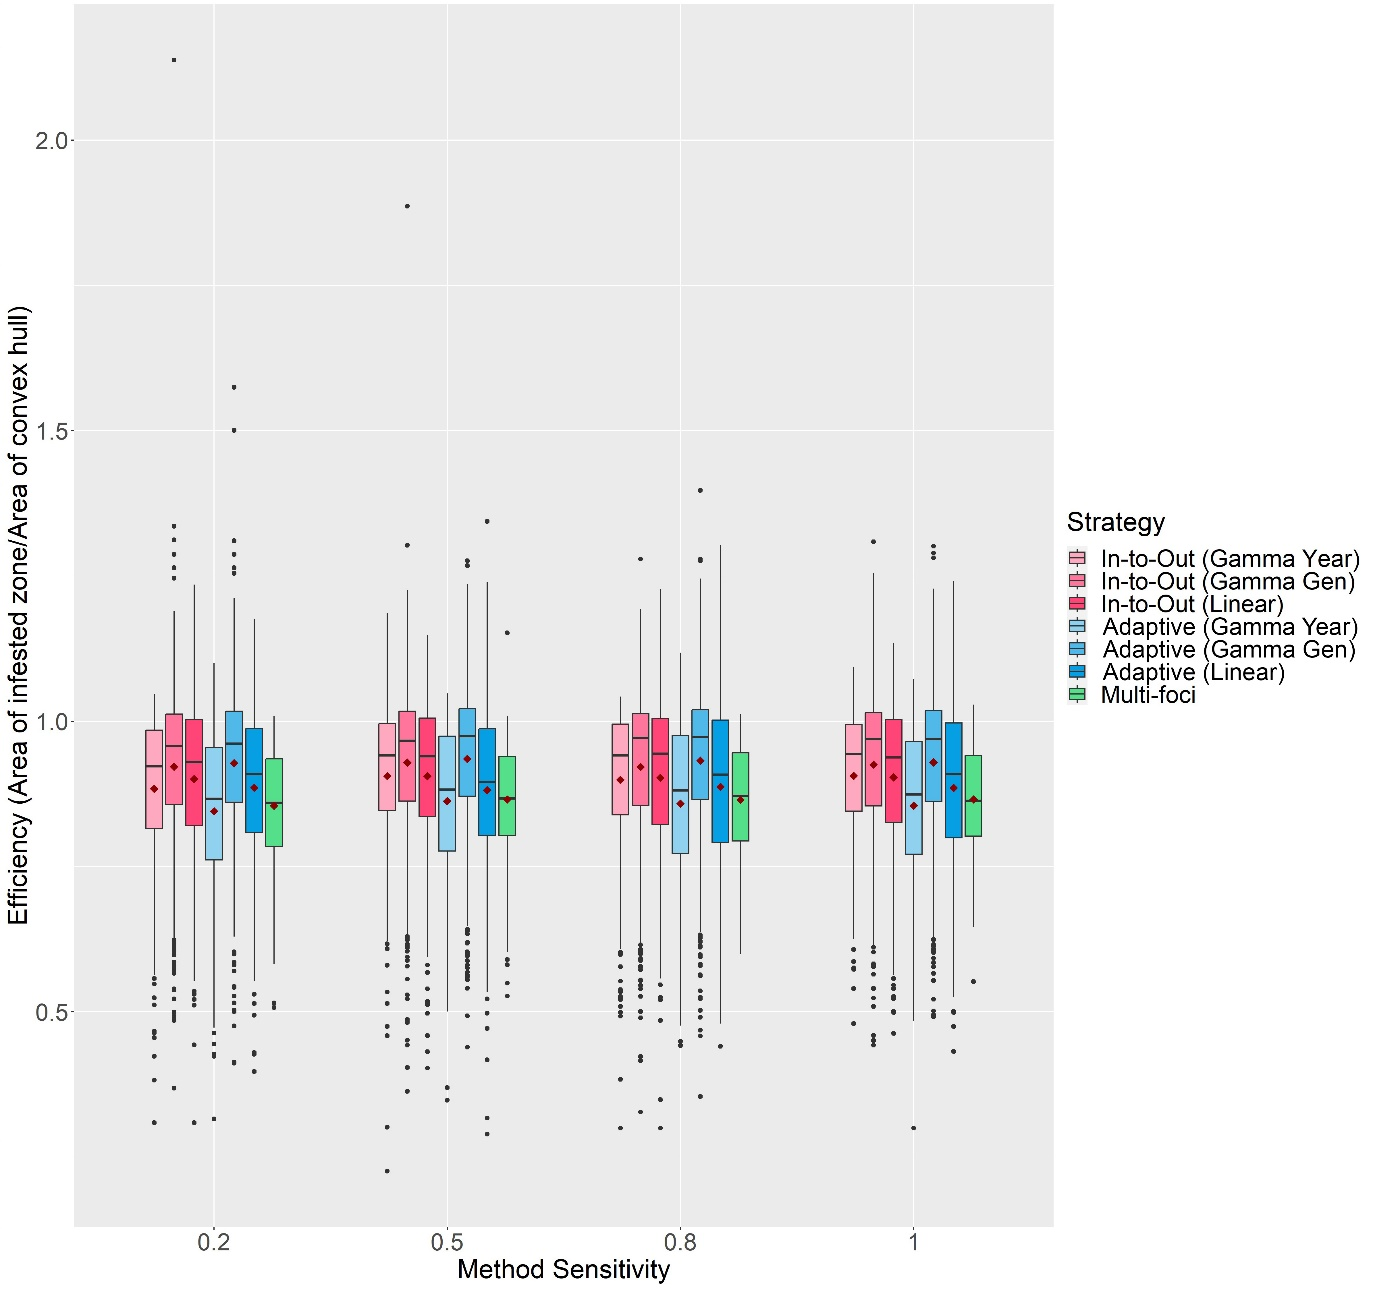 Efficiency (Area of infested zone/Area of convex hull)
2.0
1.5
1.0
0.5
0.2
0.5
0.8
1
Method Sensitivity
Strategy
In-to-Out (Gamma Year)
In-to-Out (Gamma Gen)
In-to-Out (Linear)
Adaptive (Gamma Year)
Adaptive (Gamma Gen)
Adaptive (Linear)
Multi-foci